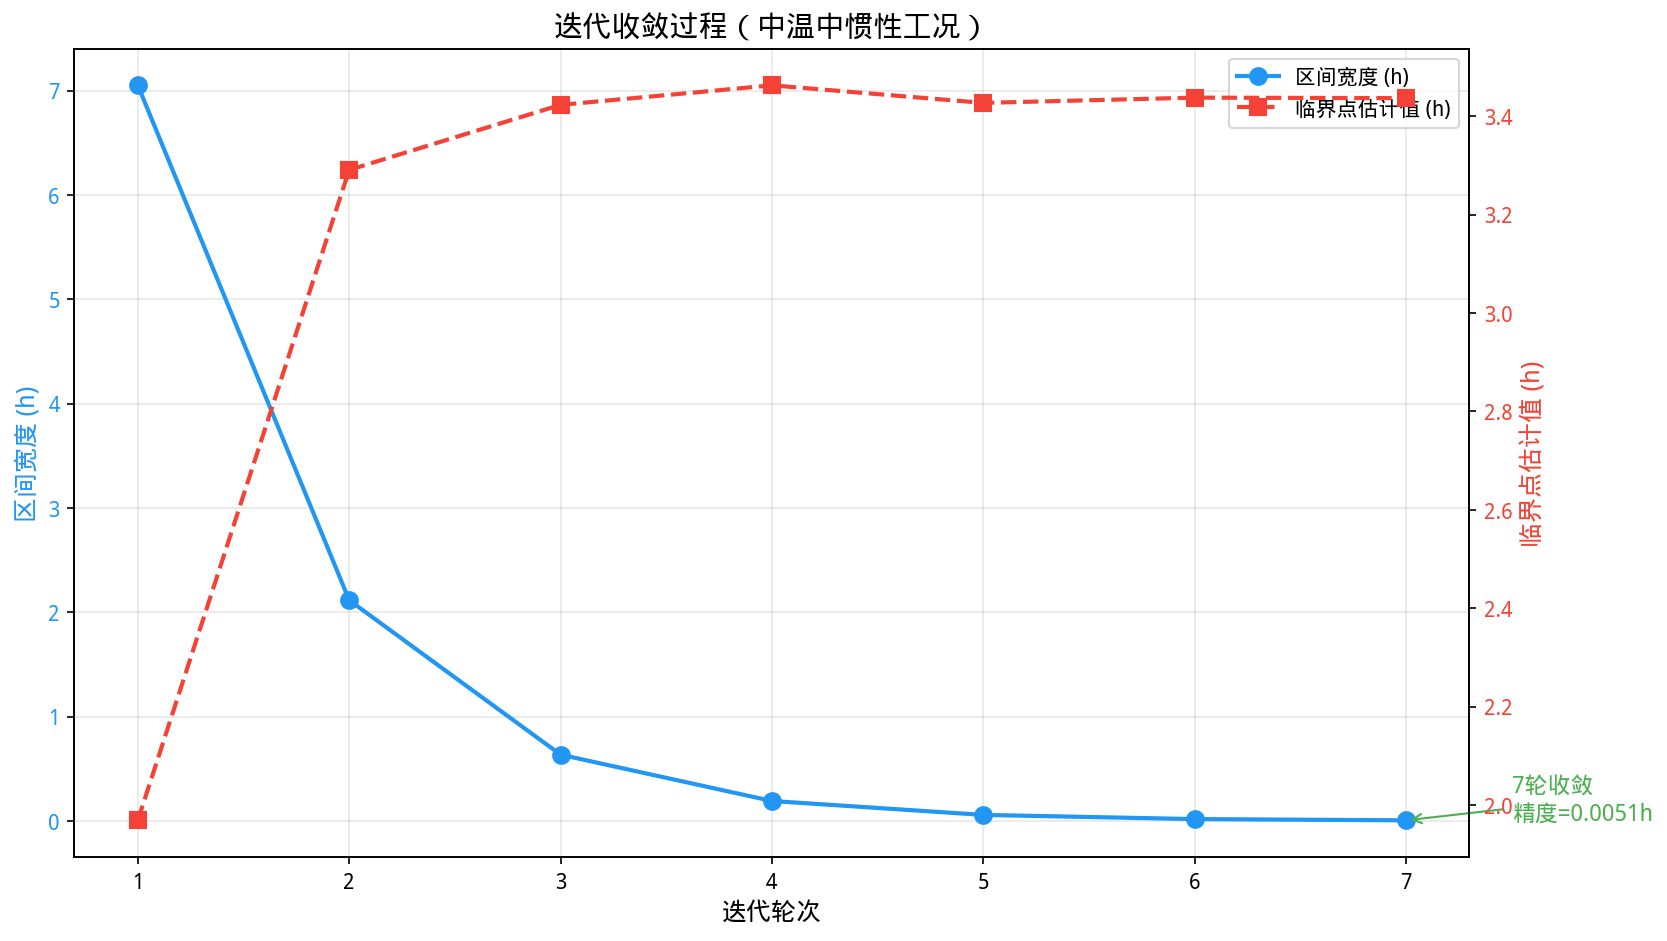 迭代收敛过程（中温中惯性工况）
区间宽度 (h)
临界点估计值 (h)
7
6
5
4
3
2
1
0
区间宽度 (h)
3.4
3.2
3.0
2.8
2.6
2.4
2.2
2.0
临界点估计值 (h)
7轮收敛
精度=0.0051h
1
2
3
4
5
6
7
迭代轮次